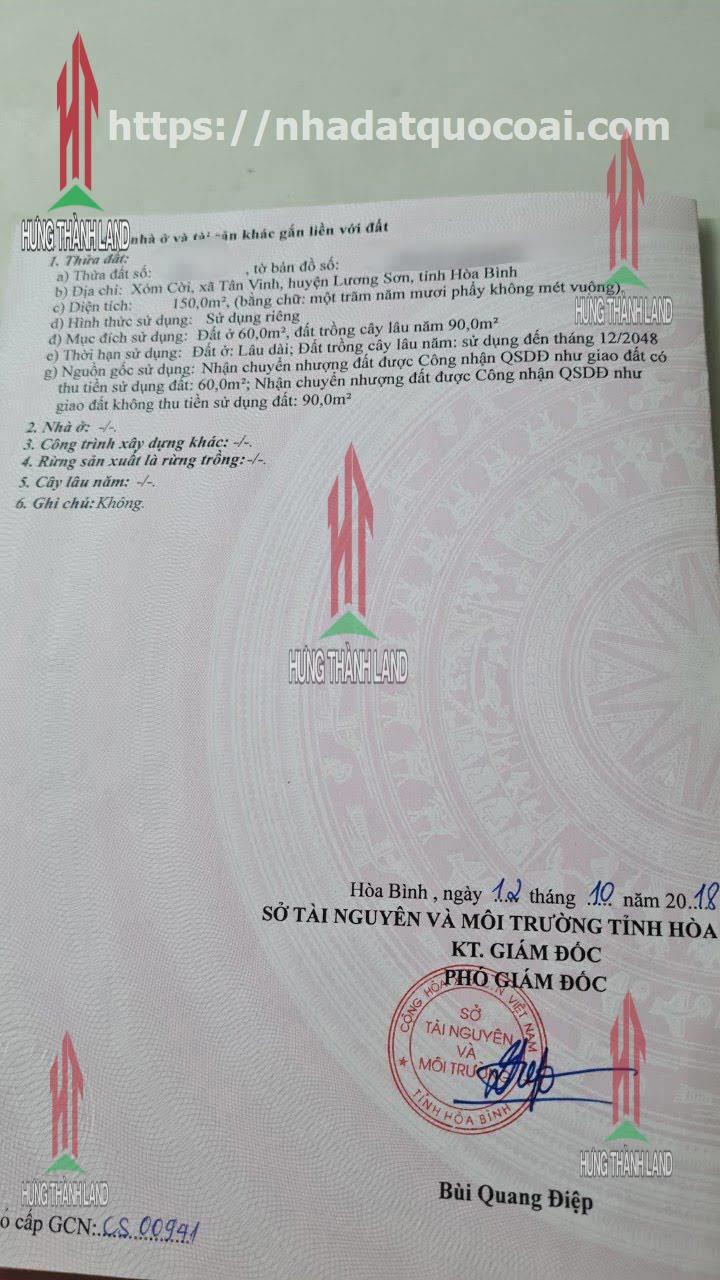 https://nhadatquocoai.com
HƯNG THÀNH LAND
nhà ở và tài sản khác gắn liền với đất
1. Thửa đất:
a) Thửa đất số: , tờ bản đồ số:
b) Địa chỉ: Xóm Cời, xã Tân Vinh, huyện Lương Sơn, tỉnh Hòa Bình
c) Diện tích: 150,0m², (bằng chữ: một trăm năm mươi phẩy không mét vuông),
HƯNG THÀNH LAND
d) Hình thức sử dụng: Sử dụng riêng
đ) Mục đích sử dụng: Đất ở 60,0m², đất trồng cây lâu năm 90,0m²
e) Thời hạn sử dụng: Đất ở: Lâu dài; Đất trồng cây lâu năm: sử dụng đến tháng 12/2048
g) Nguồn gốc sử dụng: Nhận chuyển nhượng đất được Công nhận QSDĐ như giao đất có
thu tiền sử dụng đất: 60,0m²; Nhận chuyển nhượng đất được Công nhận QSDĐ như
giao đất không thu tiền sử dụng đất: 90,0m²
2. Nhà ở: -/-.
3. Công trình xây dựng khác: -/-.
4. Rừng sản xuất là rừng trồng: -/-.
5. Cây lâu năm: -/-.
6. Ghi chú: Không.
HƯNG THÀNH LAND
Hòa Bình , ngày 12 tháng 10 năm 2018
SỞ TÀI NGUYÊN VÀ MÔI TRƯỜNG TỈNH HÒA
KT. GIÁM ĐỐC
PHÓ GIÁM ĐỐC
SỞ
TÀI NGUYÊN
VÀ
MÔI TRƯỜNG
TỈNH HÒA BÌNH
HƯNG THÀNH LAND
HƯNG THÀNH LAND
Bùi Quang Điệp
cấp GCN: CS 00941